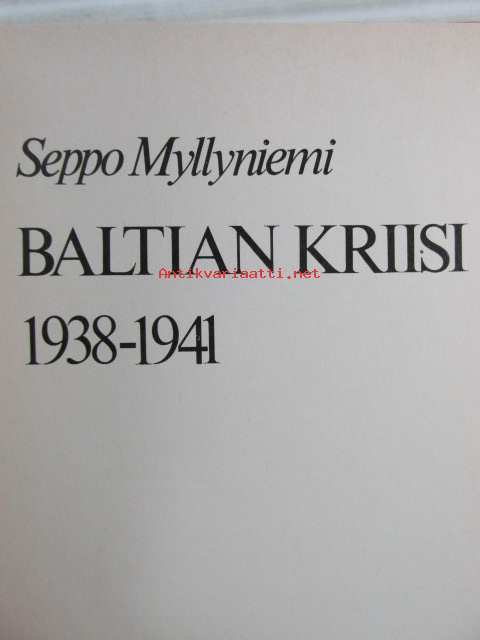 Seppo Myllyniemi
BALTIAN KRIISI
Antikvariaatti.net
1938-1941